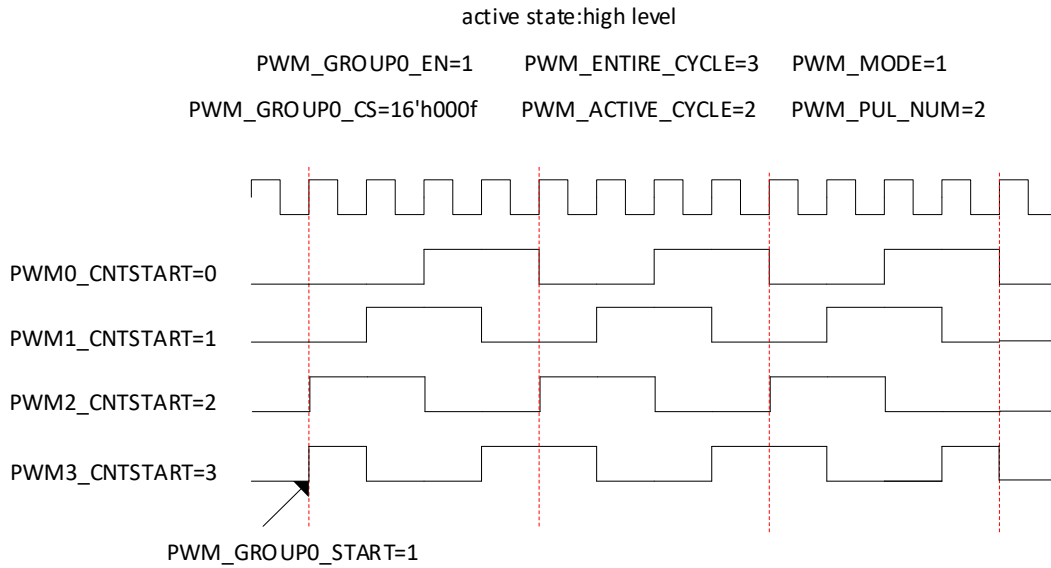 active state:high level
PWM_GROUP0_EN=1 PWM_ENTIRE_CYCLE=3 PWM_MODE=1
PWM_GROUP0_CS=16'h000f PWM_ACTIVE_CYCLE=2 PWM_PUL_NUM=2
PWM0_CNTSTART=0
PWM1_CNTSTART=1
PWM2_CNTSTART=2
PWM3_CNTSTART=3
PWM_GROUP0_START=1